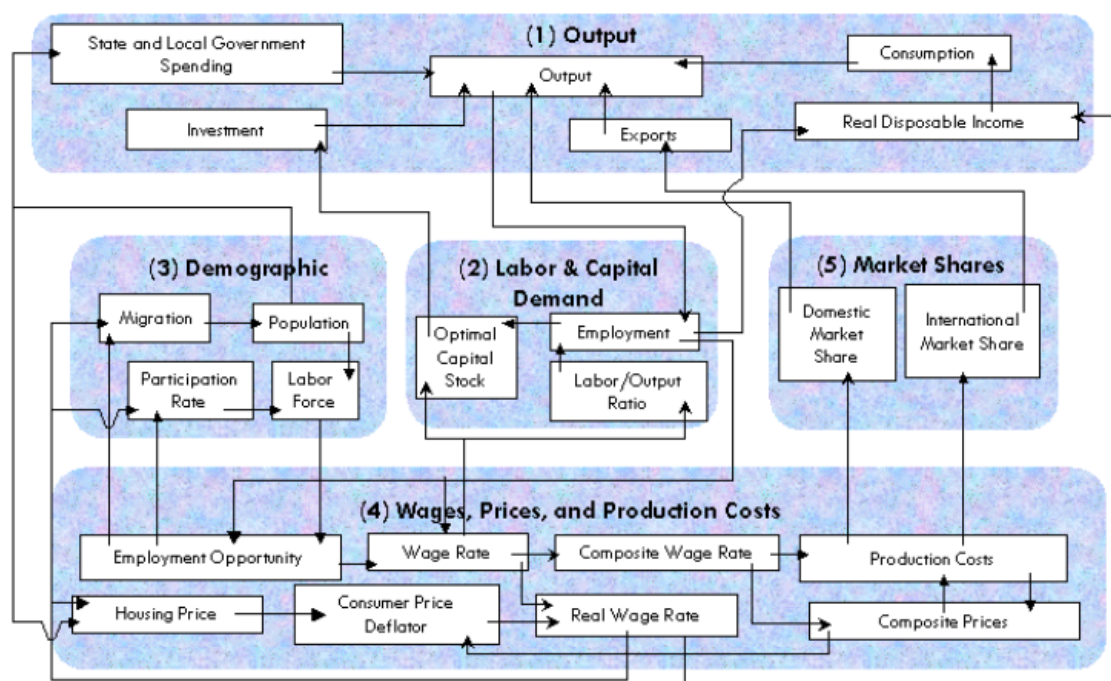 (1) Output
State and Local Government
Spending
Output
Consumption
Investment
Exports
Real Disposable Income
(3) Demographic
Migration
Population
Participation
Rate
Labor
Force
(2) Labor & Capital
Demand
Optimal
Capital
Stock
Employment
Labor/Output
Ratio
(5) Market Shares
Domestic
Market
Share
International
Market Share
(4) Wages, Prices, and Production Costs
Employment Opportunity
Wage Rate
Composite Wage Rate
Production Costs
Housing Price
Consumer Price
Deflator
Real Wage Rate
Composite Prices